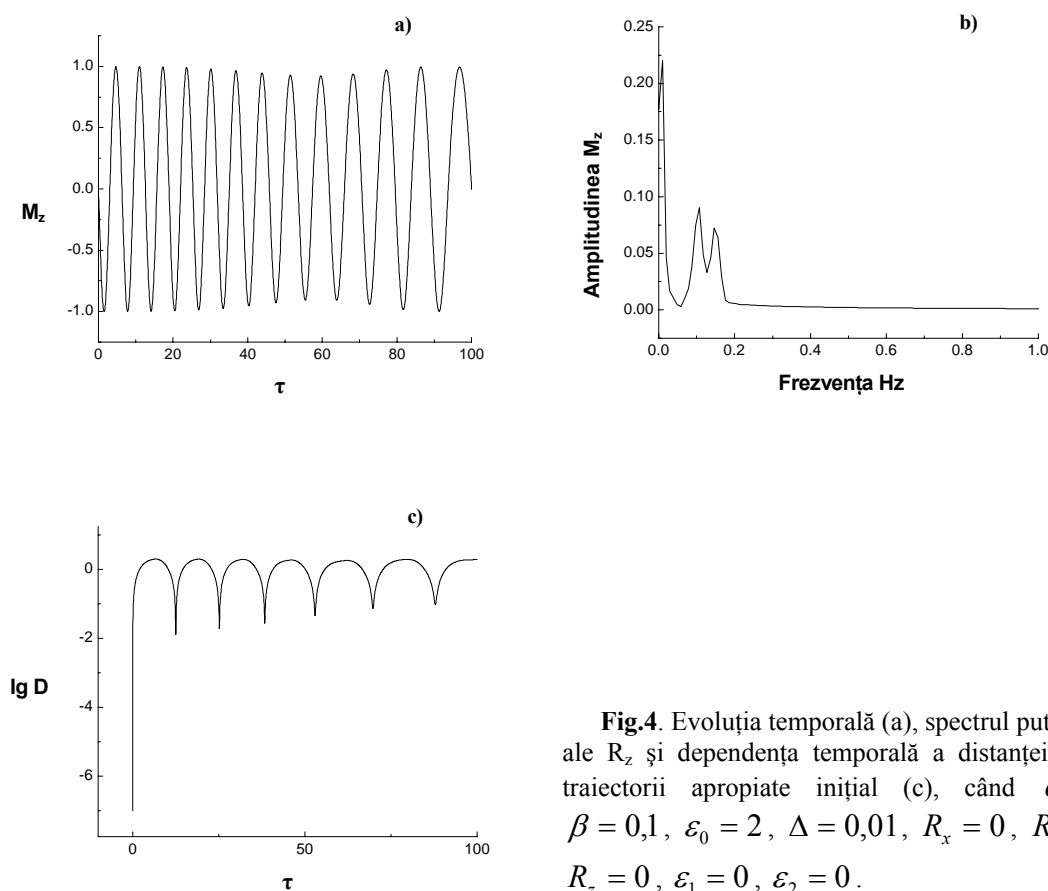 a)
1.0
0.5
0.0
-0.5
-1.0
M_z
0 20 40 60 80 100
τ
b)
0.25
0.20
0.15
0.10
0.05
0.00
Amplitudinea M_z
0.0 0.2 0.4 0.6 0.8 1.0
Frezvența Hz
c)
0
-2
-4
-6
lg D
0 50 100
τ
Fig.4. Evoluția temporală (a), spectrul put
ale R_z și dependența temporală a distanței
traiectorii apropiate inițial (c), când
β = 0,1, ε_0 = 2, Δ = 0,01, R_x = 0, R
R_z = 0, ε_1 = 0, ε_2 = 0.